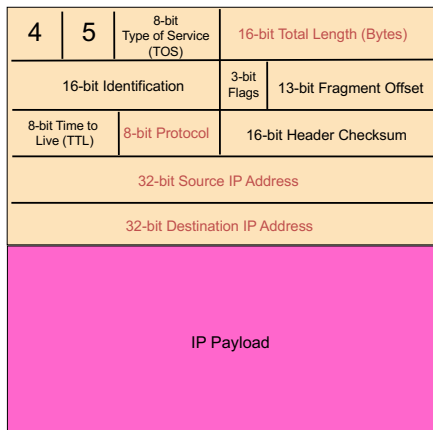 4
5
8-bit
Type of Service
(TOS)
16-bit Total Length (Bytes)
16-bit Identification
3-bit
Flags
13-bit Fragment Offset
8-bit Time to
Live (TTL)
8-bit Protocol
16-bit Header Checksum
32-bit Source IP Address
32-bit Destination IP Address
IP Payload